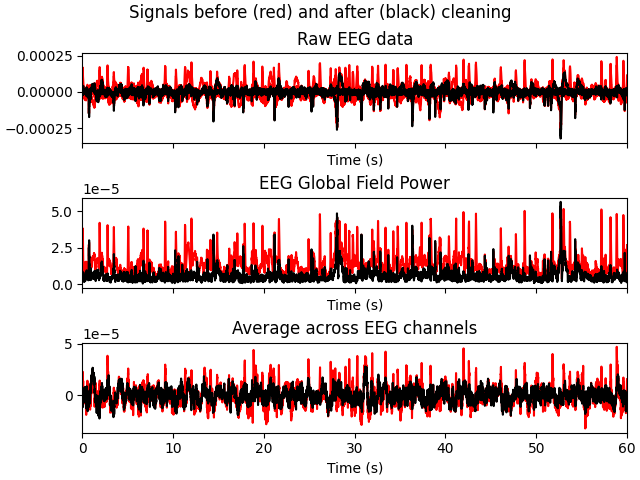 Signals before (red) and after (black) cleaning
Raw EEG data
0.00025
0.00000
−0.00025
Time (s)
EEG Global Field Power
1e−5
5.0
2.5
0.0
Time (s)
Average across EEG channels
1e−5
5
0
0 10 20 30 40 50 60
Time (s)